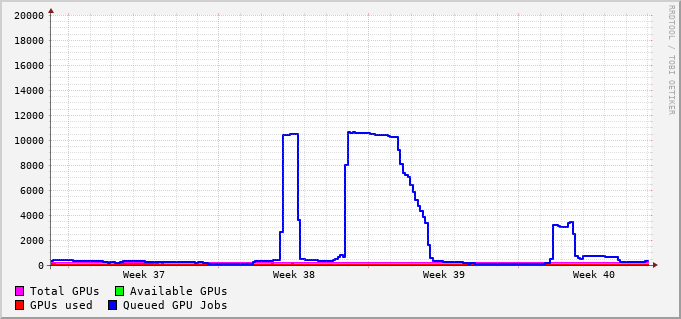 20000
18000
16000
14000
12000
10000
8000
6000
4000
2000
0
Week 37 Week 38 Week 39 Week 40
Total GPUs Available GPUs
GPUs used Queued GPU Jobs
RRDTOOL / TOBI OETIKER